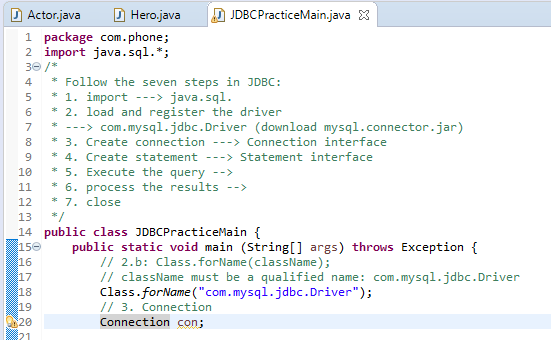 Actor.java Hero.java JDBCPracticeMain.java
1 package com.phone;
2 import java.sql.*;
3 /*
4 * Follow the seven steps in JDBC:
5 * 1. import ---> java.sql.
6 * 2. load and register the driver
7 * ---> com.mysql.jdbc.Driver (download mysql.connector.jar)
8 * 3. Create connection ---> Connection interface
9 * 4. Create statement ---> Statement interface
10 * 5. Execute the query -->
11 * 6. process the results -->
12 * 7. close
13 */
14 public class JDBCPracticeMain {
15 public static void main (String[] args) throws Exception {
16 // 2.b: Class.forName(className);
17 // className must be a qualified name: com.mysql.jdbc.Driver
18 Class.forName("com.mysql.jdbc.Driver");
19 // 3. Connection
20 Connection con;
21